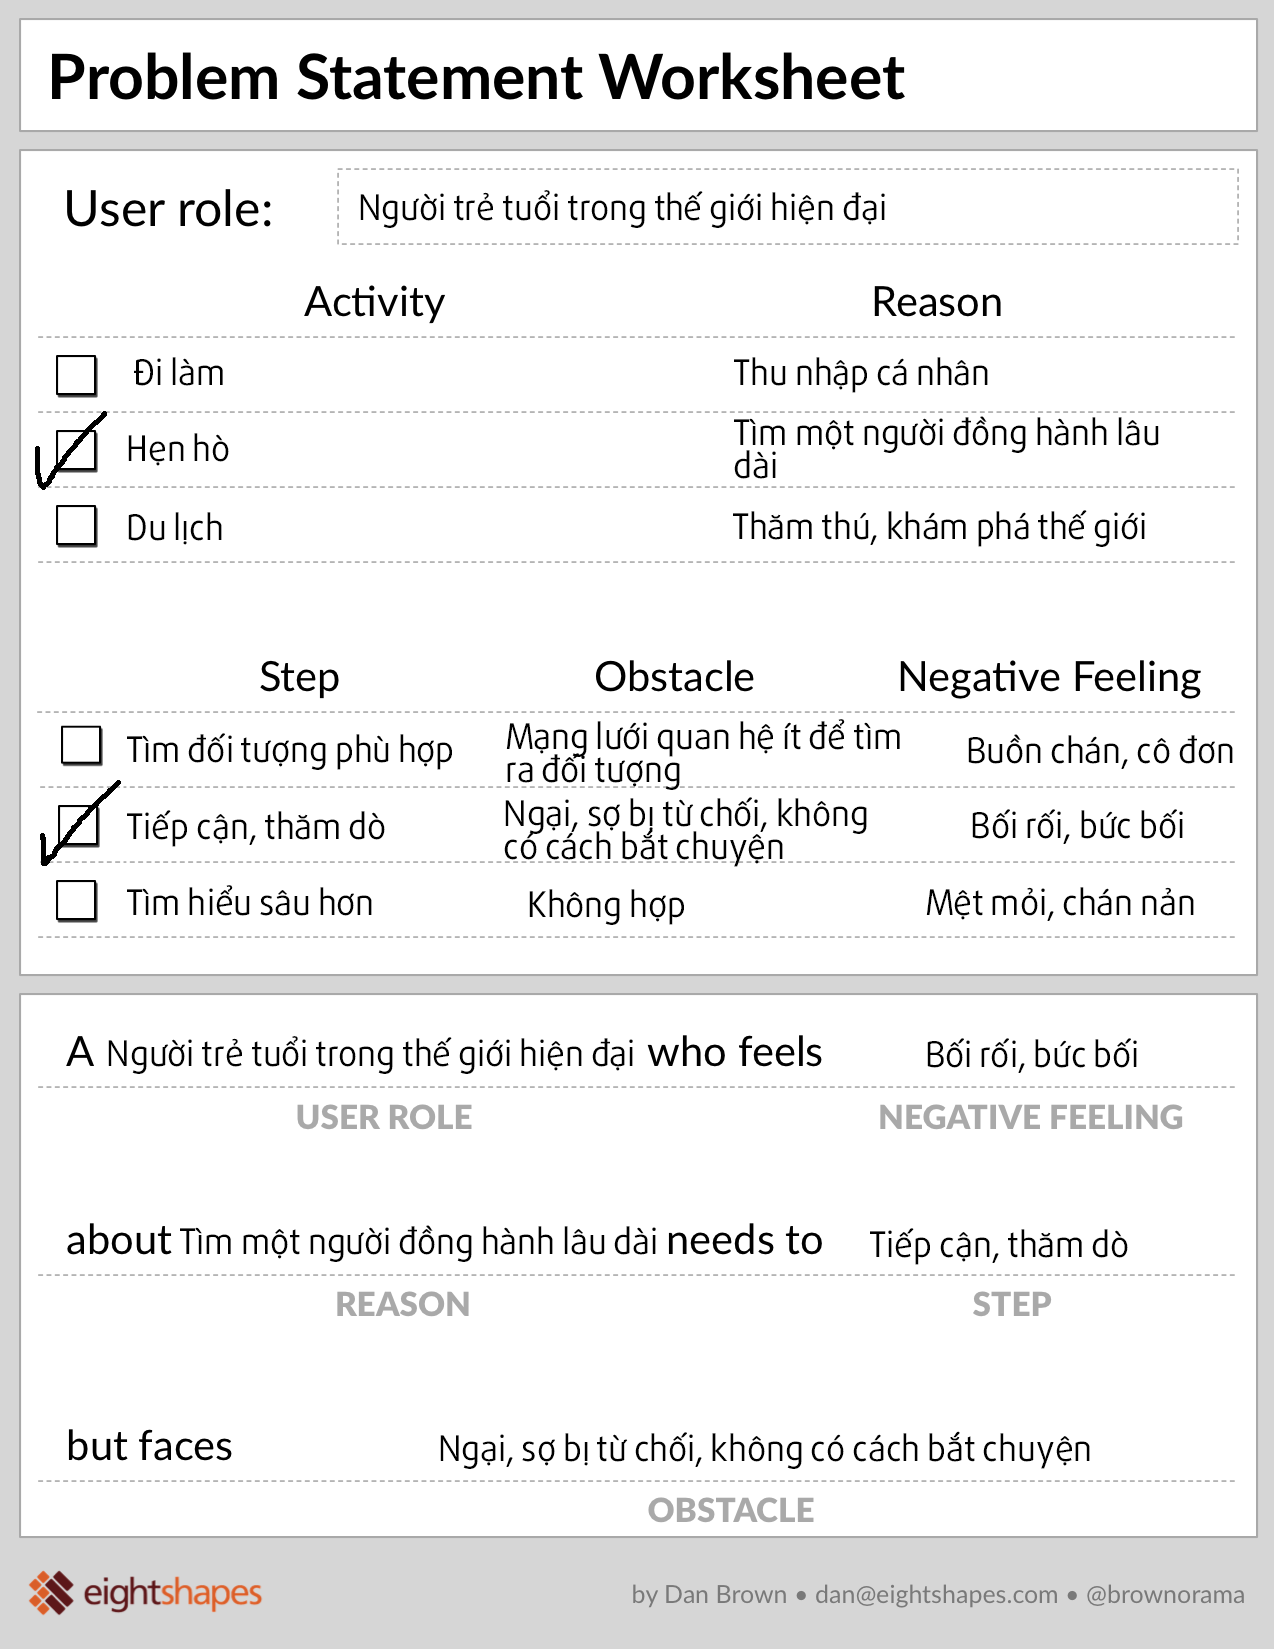 Problem Statement Worksheet
User role: Người trẻ tuổi trong thế giới hiện đại
Activity Reason
Đi làm Thu nhập cá nhân
Hẹn hò Tìm một người đồng hành lâu
dài
Du lịch Thăm thú, khám phá thế giới
Step Obstacle Negative Feeling
Tìm đối tượng phù hợp Mạng lưới quan hệ ít để tìm
ra đối tượng Buồn chán, cô đơn
Tiếp cận, thăm dò Ngại, sợ bị từ chối, không
có cách bắt chuyện Bối rối, bức bối
Tìm hiểu sâu hơn Không hợp Mệt mỏi, chán nản
A Người trẻ tuổi trong thế giới hiện đại who feels Bối rối, bức bối
USER ROLE NEGATIVE FEELING
about Tìm một người đồng hành lâu dài needs to Tiếp cận, thăm dò
REASON STEP
but faces Ngại, sợ bị từ chối, không có cách bắt chuyện
OBSTACLE
eightshapes by Dan Brown • dan@eightshapes.com • @brownorama